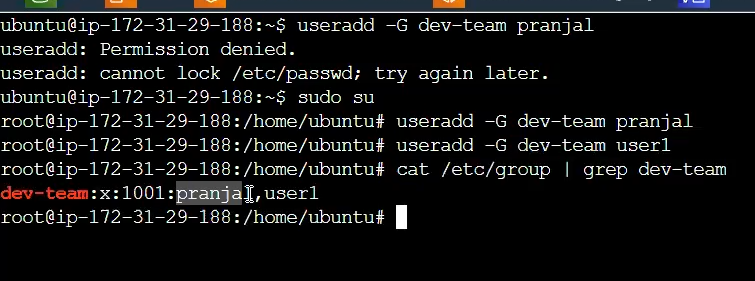 ubuntu@ip-172-31-29-188:~$ useradd -G dev-team pranjal
useradd: Permission denied.
useradd: cannot lock /etc/passwd; try again later.
ubuntu@ip-172-31-29-188:~$ sudo su
root@ip-172-31-29-188:/home/ubuntu# useradd -G dev-team pranjal
root@ip-172-31-29-188:/home/ubuntu# useradd -G dev-team user1
root@ip-172-31-29-188:/home/ubuntu# cat /etc/group | grep dev-team
dev-team:x:1001:pranjal,user1
root@ip-172-31-29-188:/home/ubuntu#